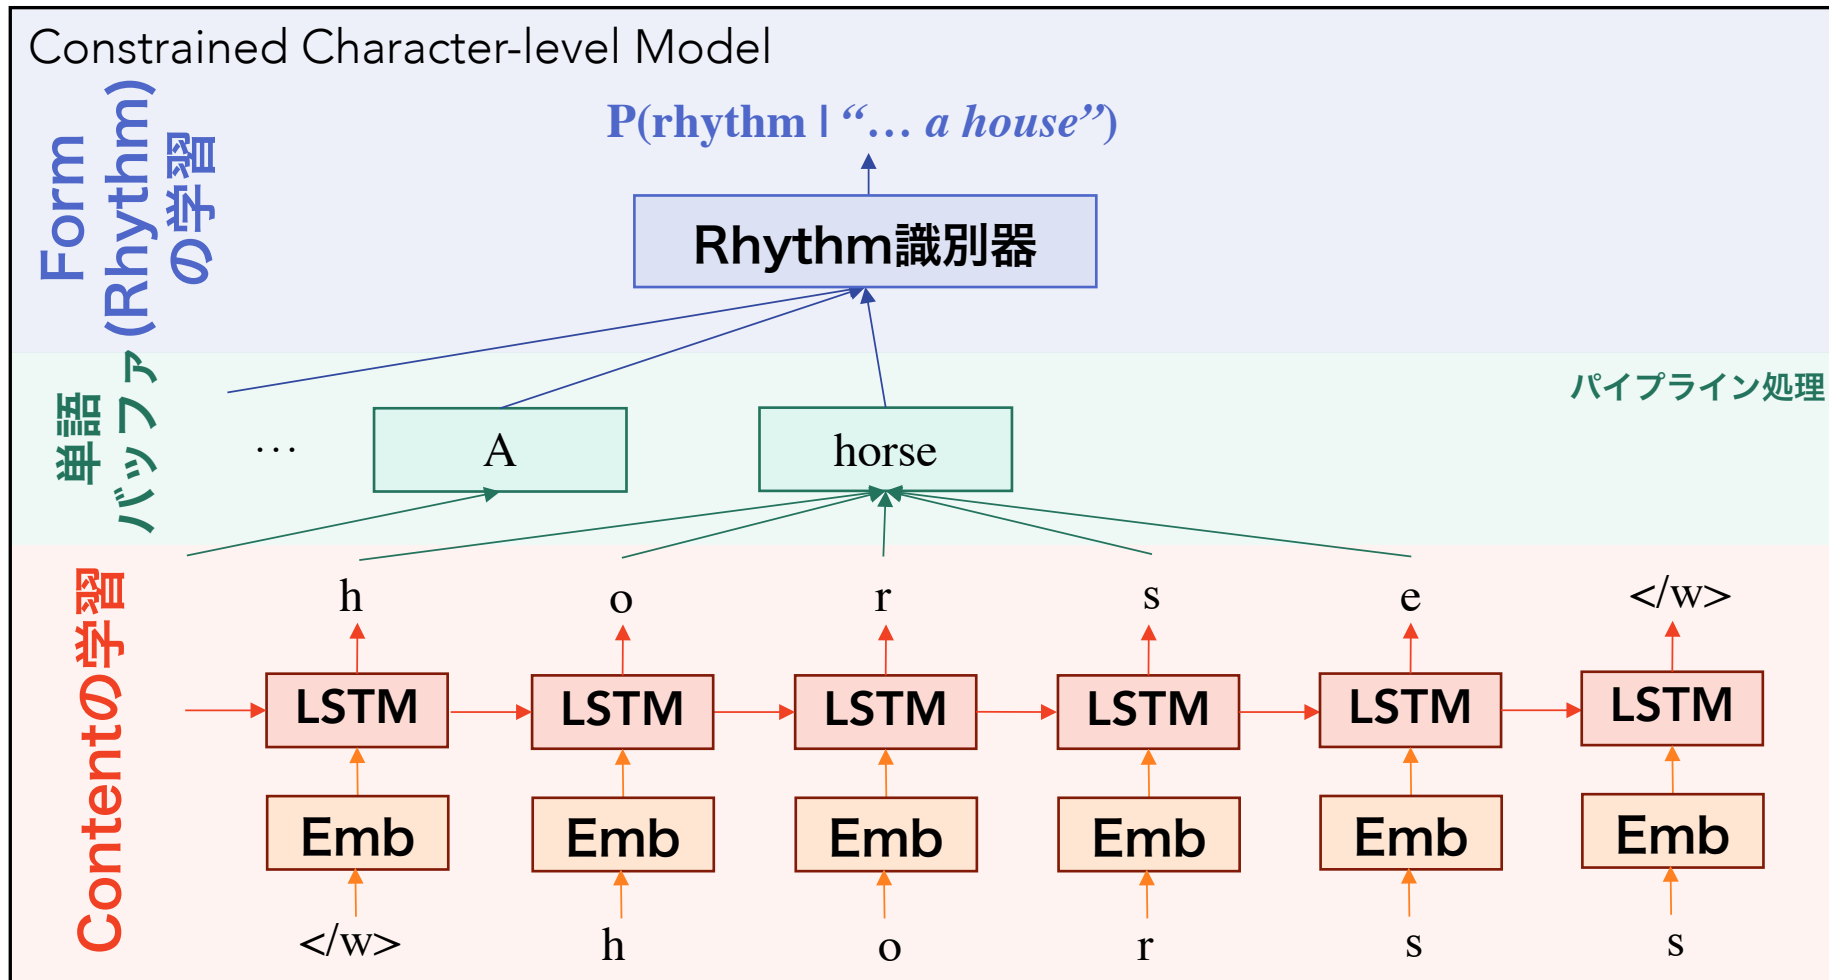 Constrained Character-level Model
Form
(Rhythm)
の学習
P(rhythm | “… a house”)
Rhythm識別器
単語
バッファ
パイプライン処理
… A horse
Contentの学習
h o r s e </w>
LSTM LSTM LSTM LSTM LSTM LSTM
Emb Emb Emb Emb Emb Emb
</w> h o r s s